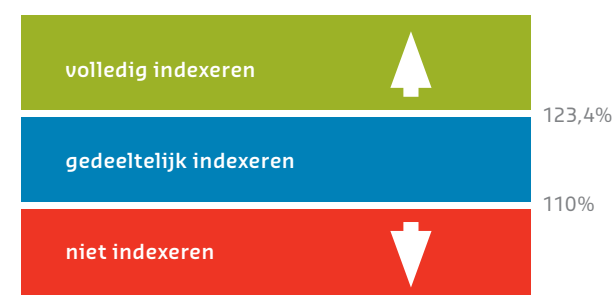 volledig indexeren
123,4%
gedeeltelijk indexeren
110%
niet indexeren